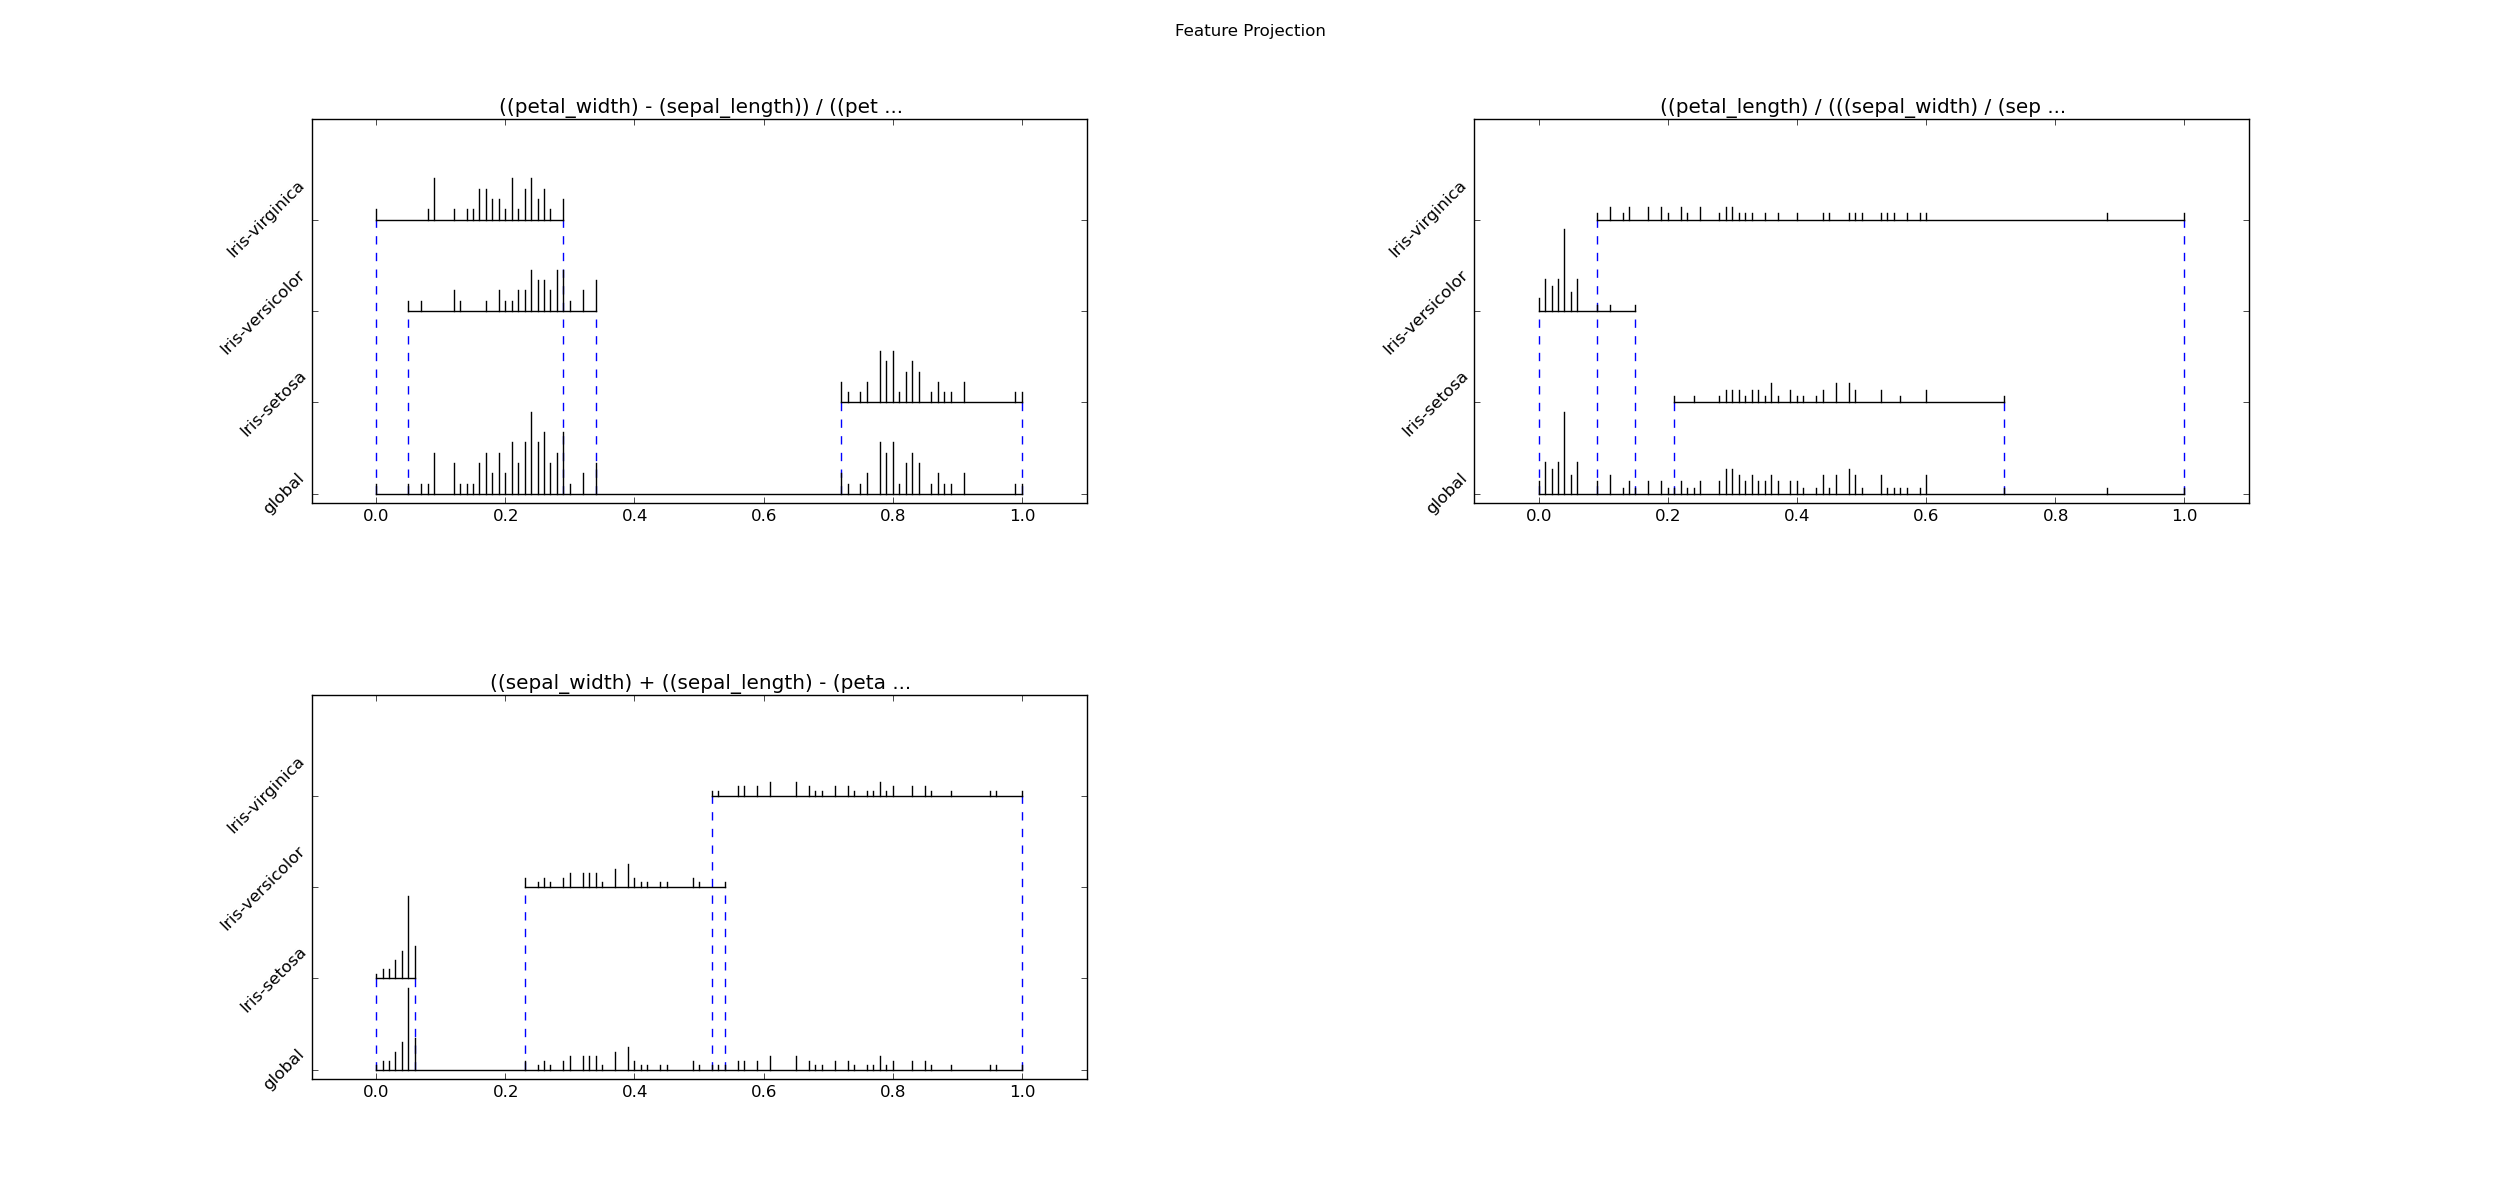 Feature Projection
((petal_width) - (sepal_length)) / ((pet ...
Iris-virginica
Iris-versicolor
Iris-setosa
global
0.0 0.2 0.4 0.6 0.8 1.0
((petal_length) / (((sepal_width) / (sep ...
Iris-virginica
Iris-versicolor
Iris-setosa
global
0.0 0.2 0.4 0.6 0.8 1.0
((sepal_width) + ((sepal_length) - (peta ...
Iris-virginica
Iris-versicolor
Iris-setosa
global
0.0 0.2 0.4 0.6 0.8 1.0